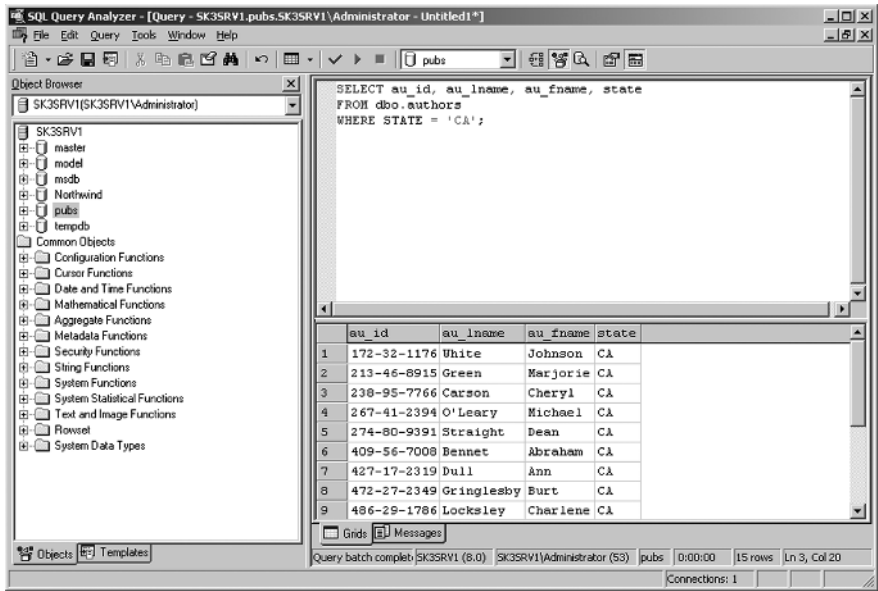 SQL Query Analyzer - [Query - SK3SRV1.pubs.SK3SRV1\Administrator - Untitled1*]
File Edit Query Tools Window Help
pubs
Object Browser
SK3SRV1(SK3SRV1\Administrator)
SK3SRV1
master
model
msdb
Northwind
pubs
tempdb
Common Objects
Configuration Functions
Cursor Functions
Date and Time Functions
Mathematical Functions
Aggregate Functions
Metadata Functions
Security Functions
String Functions
System Functions
System Statistical Functions
Text and Image Functions
Rowset
System Data Types
Objects Templates
SELECT au_id, au_lname, au_fname, state
FROM dbo.authors
WHERE STATE = 'CA';
au_id au_lname au_fname state
1 172-32-1176 White Johnson CA
2 213-46-8915 Green Marjorie CA
3 238-95-7766 Carson Cheryl CA
4 267-41-2394 O'Leary Michael CA
5 274-80-9391 Straight Dean CA
6 409-56-7008 Bennet Abraham CA
7 427-17-2319 Dull Ann CA
8 472-27-2349 Gringlesby Burt CA
9 486-29-1786 Locksley Charlene CA
Grids Messages
Query batch complet SK3SRV1 (8.0) SK3SRV1\Administrator (53) pubs 0:00:00 15 rows Ln 3, Col 20
Connections: 1